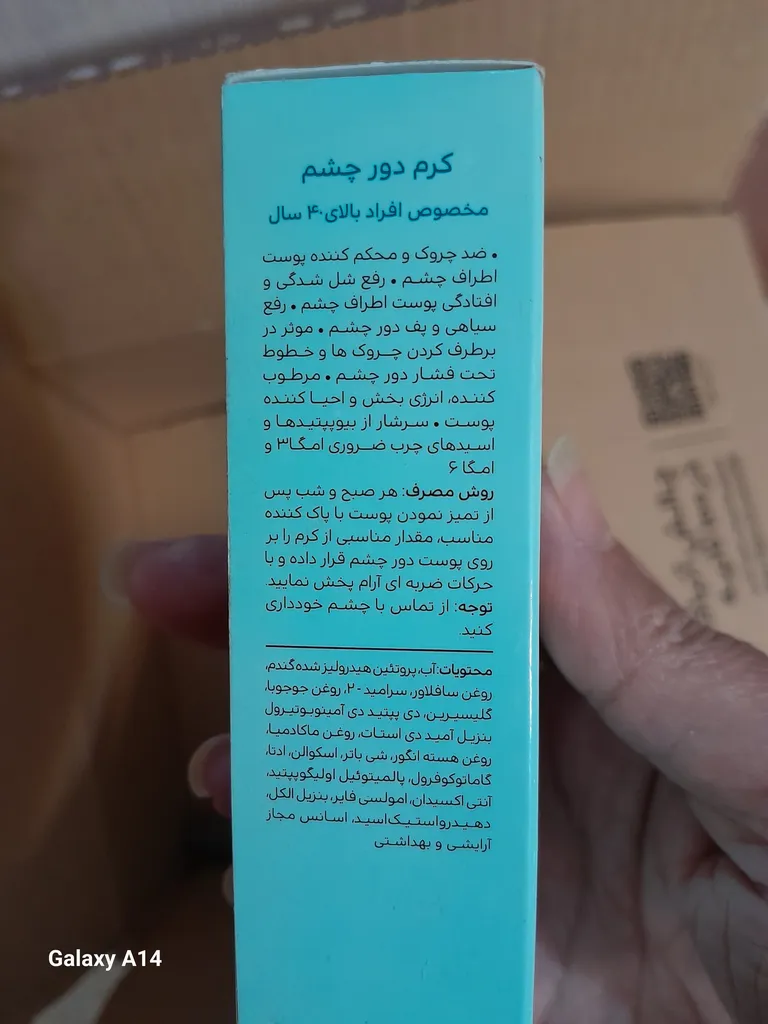 کرم دور چشم
مخصوص افراد بالای ۴۰ سال
• ضد چروک و محکم کننده پوست
اطراف چشم • رفع شل شدگی و
افتادگی پوست اطراف چشم • رفع
سیاهی و پف دور چشم • موثر در
برطرف کردن چروک ها و خطوط
تحت فشار دور چشم • مرطوب
کننده، انرژی بخش و احیا کننده
پوست • سرشار از بیوپپتیدها و
اسیدهای چرب ضروری امگا۳ و
امگا ۶
روش مصرف: هر صبح و شب پس
از تمیز نمودن پوست با پاک کننده
مناسب، مقدار مناسبی از کرم را بر
روی پوست دور چشم قرار داده و با
حرکات ضربه ای آرام پخش نمایید.
توجه: از تماس با چشم خودداری
کنید.
محتویات: آب، پروتئین هیدرولیز شده گندم،
روغن سافلاور، سرامید -۲، روغن جوجوبا،
گلیسیرین، دی پپتید دی آمینوبوتیرول
بنزیل آمید دی استات، روغن ماکادمیا،
روغن هسته انگور، شی باتر، اسکوالن، ادتا،
گاماتوکوفرول، پالمیتوئیل اولیگوپپتید،
آنتی اکسیدان، امولسی فایر، بنزیل الکل،
دهیدرواستیک اسید، اسانس مجاز
آرایشی و بهداشتی
Galaxy A14